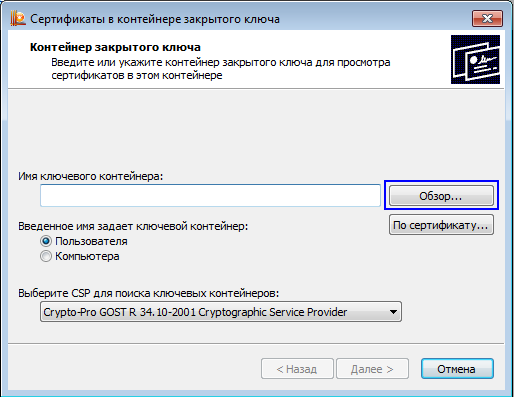 Сертификаты в контейнере закрытого ключа
Контейнер закрытого ключа
Введите или укажите контейнер закрытого ключа для просмотра
сертификатов в этом контейнере
Имя ключевого контейнера:
Обзор...
Введенное имя задает ключевой контейнер:
По сертификату...
Пользователя
Компьютера
Выберите CSP для поиска ключевых контейнеров:
Crypto-Pro GOST R 34.10-2001 Cryptographic Service Provider
< Назад
Далее >
Отмена